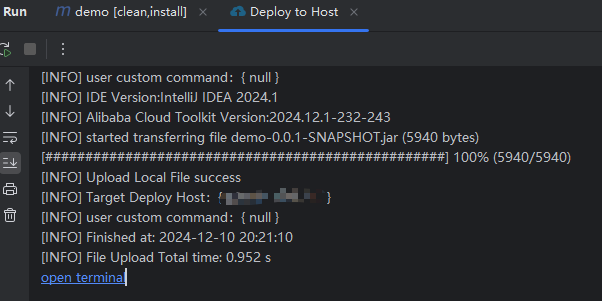 Run
demo [clean,install]
Deploy to Host
[INFO] user custom command：{ null }
[INFO] IDE Version:IntelliJ IDEA 2024.1
[INFO] Alibaba Cloud Toolkit Version:2024.12.1-232-243
[INFO] started transferring file demo-0.0.1-SNAPSHOT.jar (5940 bytes)
[##################################################] 100% (5940/5940)
[INFO] Upload Local File success
[INFO] Target Deploy Host：{ }
[INFO] user custom command：{ null }
[INFO] Finished at: 2024-12-10 20:21:10
[INFO] File Upload Total time: 0.952 s
open terminal